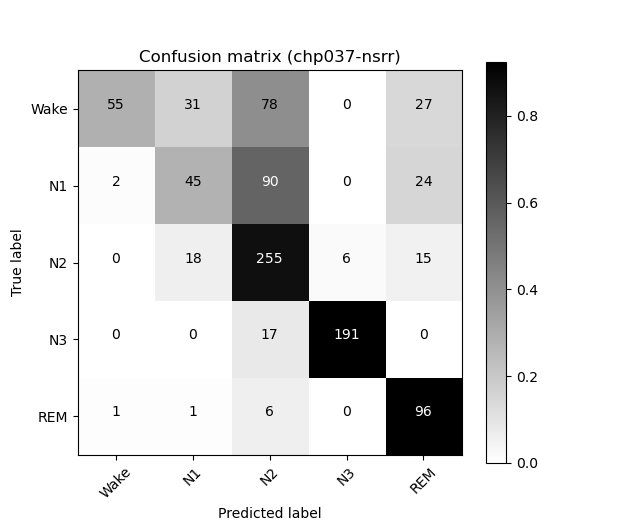 Confusion matrix (chp037-nsrr)
Wake 55 31 78 0 27
N1 2 45 90 0 24
N2 0 18 255 6 15
N3 0 0 17 191 0
REM 1 1 6 0 96
Wake N1 N2 N3 REM
Predicted label
True label
0.8
0.6
0.4
0.2
0.0